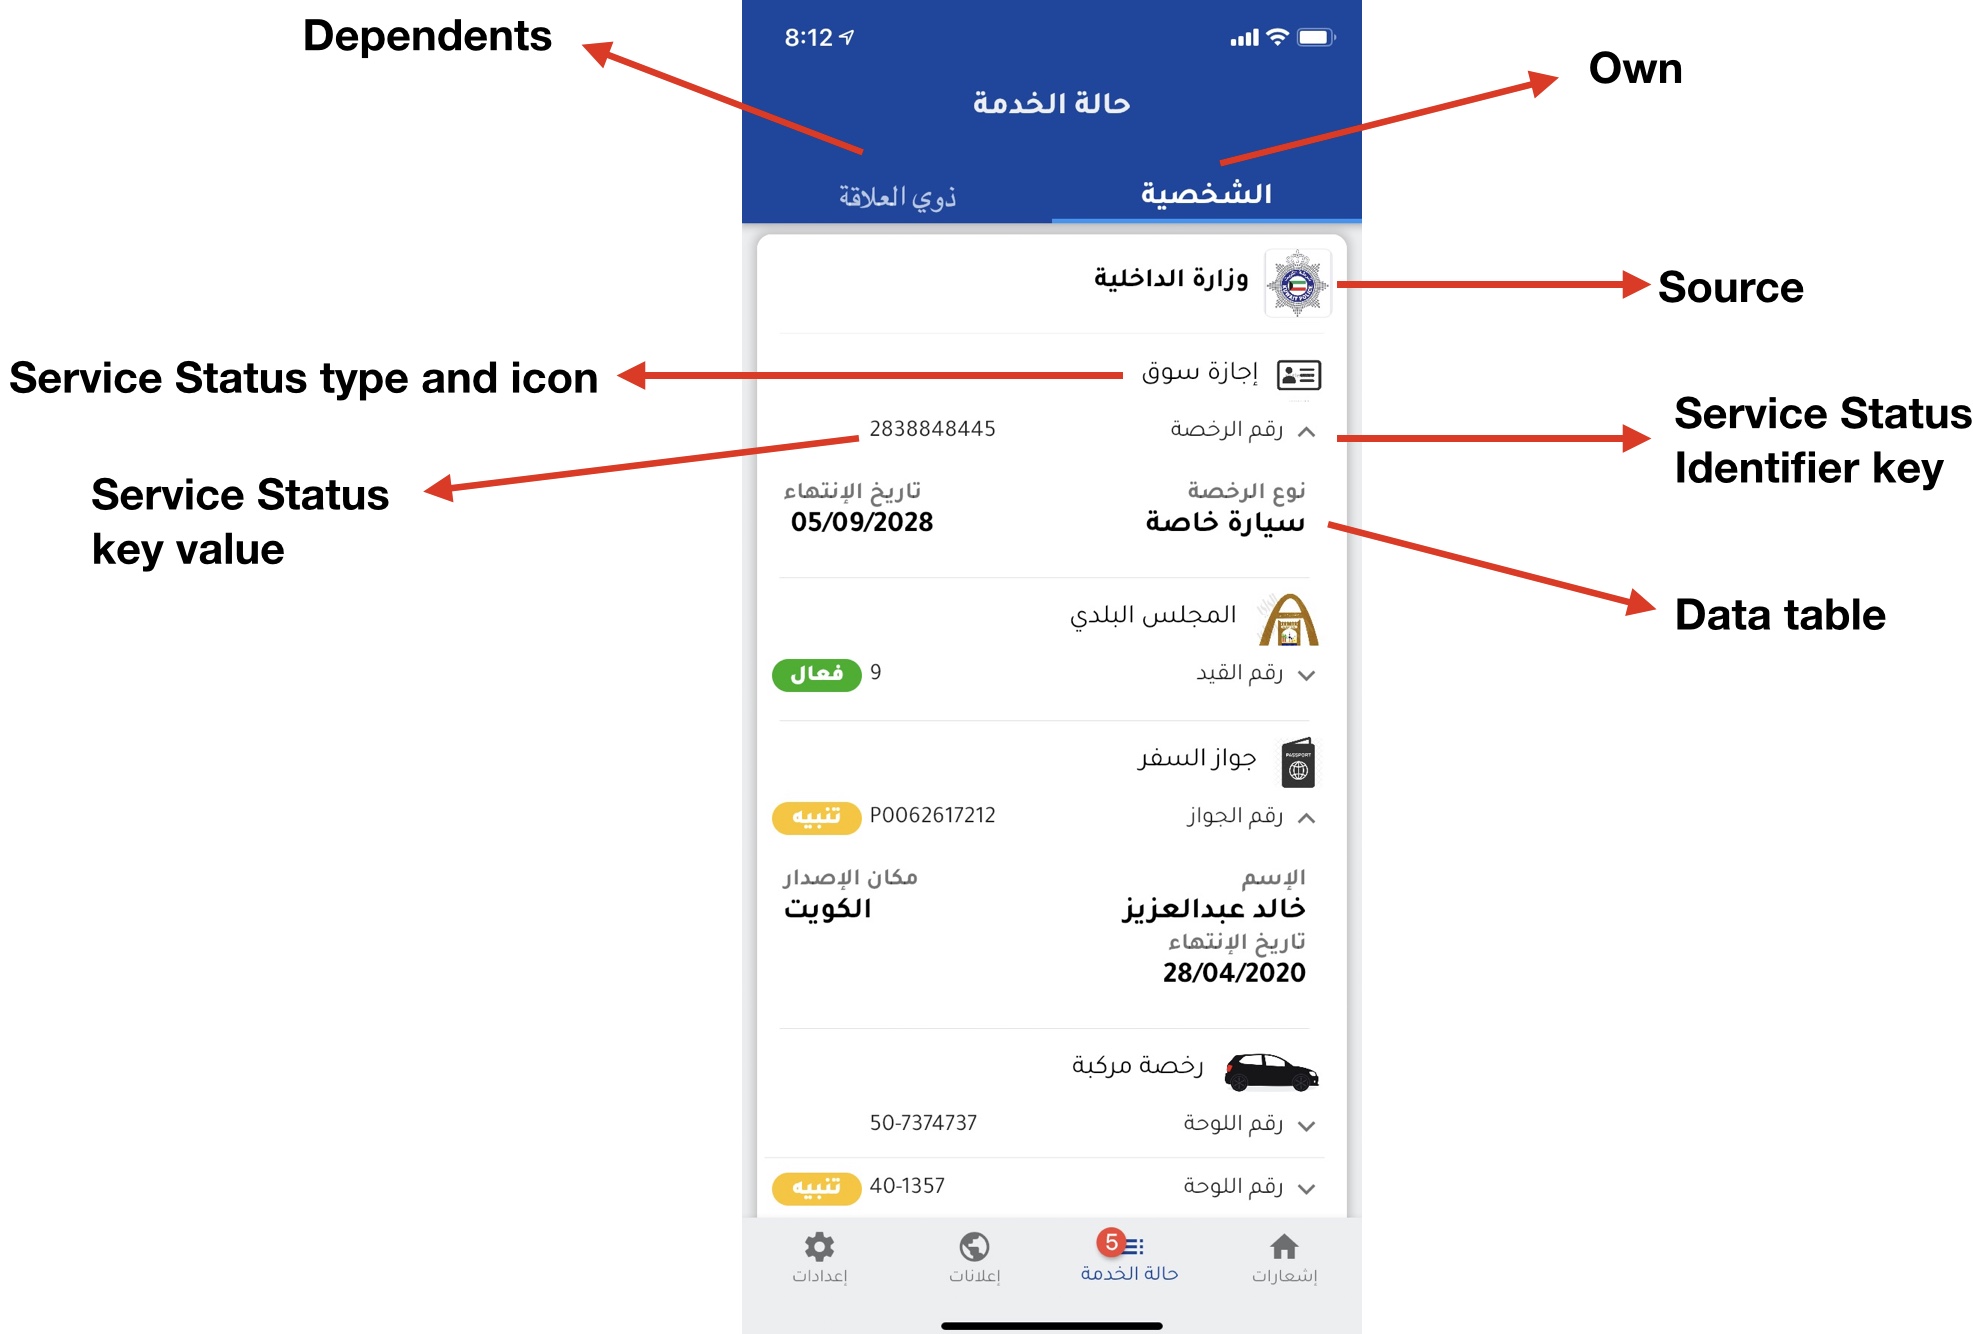 Dependents
8:12
Own
حالة الخدمة
الشخصية
ذوي العلاقة
وزارة الداخلية
Source
إجازة سوق
Service Status type and icon
رقم الرخصة
2838848445
Service Status
Identifier key
Service Status
key value
نوع الرخصة
تاريخ الإنتهاء
سيارة خاصة
05/09/2028
Data table
المجلس البلدي
رقم القيد
9
فعال
PASSPORT
جواز السفر
رقم الجواز
P0062617212
تنبيه
الإسم
مكان الإصدار
خالد عبدالعزيز
الكويت
تاريخ الإنتهاء
28/04/2020
رخصة مركبة
رقم اللوحة
50-7374737
رقم اللوحة
40-1357
تنبيه
5
إشعارات
حالة الخدمة
إعلانات
إعدادات